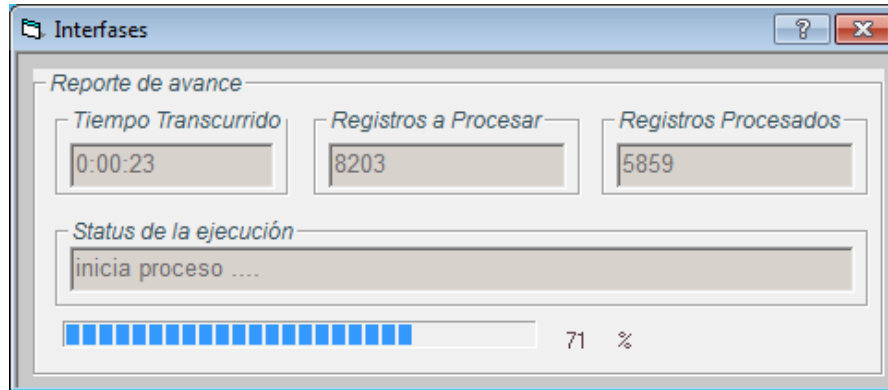 Interfases
Reporte de avance
Tiempo Transcurrido Registros a Procesar Registros Procesados
0:00:23 8203 5859
Status de la ejecución
inicia proceso ....
71 %